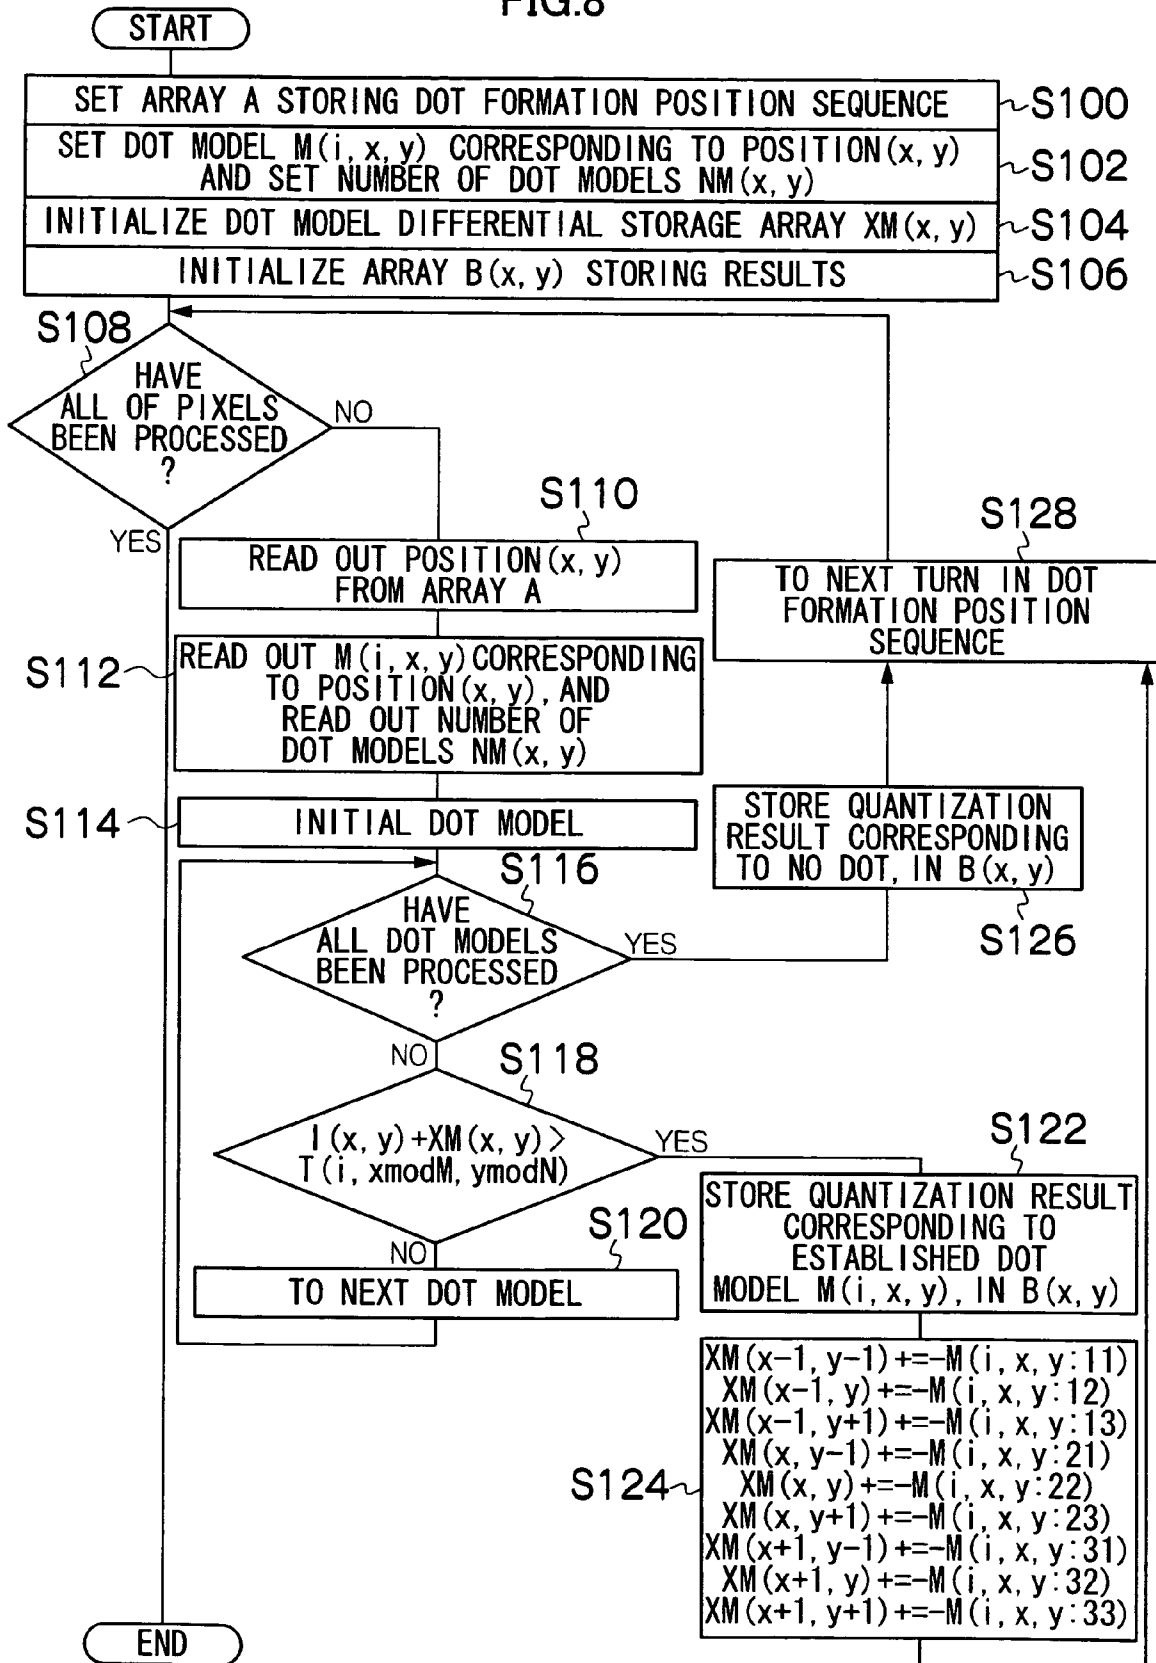 FIG.8
START
SET ARRAY A STORING DOT FORMATION POSITION SEQUENCE
S100
SET DOT MODEL M(i, x, y) CORRESPONDING TO POSITION(x, y)
AND SET NUMBER OF DOT MODELS NM(x, y)
S102
INITIALIZE DOT MODEL DIFFERENTIAL STORAGE ARRAY XM(x, y)
S104
INITIALIZE ARRAY B(x, y) STORING RESULTS
S106
S108
HAVE
ALL OF PIXELS
BEEN PROCESSED
?
NO
YES
S110
READ OUT POSITION(x, y)
FROM ARRAY A
S128
TO NEXT TURN IN DOT
FORMATION POSITION
SEQUENCE
S112
READ OUT M(i, x, y) CORRESPONDING
TO POSITION(x, y), AND
READ OUT NUMBER OF
DOT MODELS NM(x, y)
S114
INITIAL DOT MODEL
STORE QUANTIZATION
RESULT CORRESPONDING
TO NO DOT, IN B(x, y)
S126
S116
HAVE
ALL DOT MODELS
BEEN PROCESSED
?
YES
NO
S118
I(x, y)+XM(x, y)>
T(i, xmodM, ymodN)
YES
NO
S120
TO NEXT DOT MODEL
S122
STORE QUANTIZATION RESULT
CORRESPONDING TO
ESTABLISHED DOT
MODEL M(i, x, y), IN B(x, y)
S124
XM(x-1, y-1)+=-M(i, x, y:11)
XM(x-1, y)+=-M(i, x, y:12)
XM(x-1, y+1)+=-M(i, x, y:13)
XM(x, y-1)+=-M(i, x, y:21)
XM(x, y)+=-M(i, x, y:22)
XM(x, y+1)+=-M(i, x, y:23)
XM(x+1, y-1)+=-M(i, x, y:31)
XM(x+1, y)+=-M(i, x, y:32)
XM(x+1, y+1)+=-M(i, x, y:33)
END